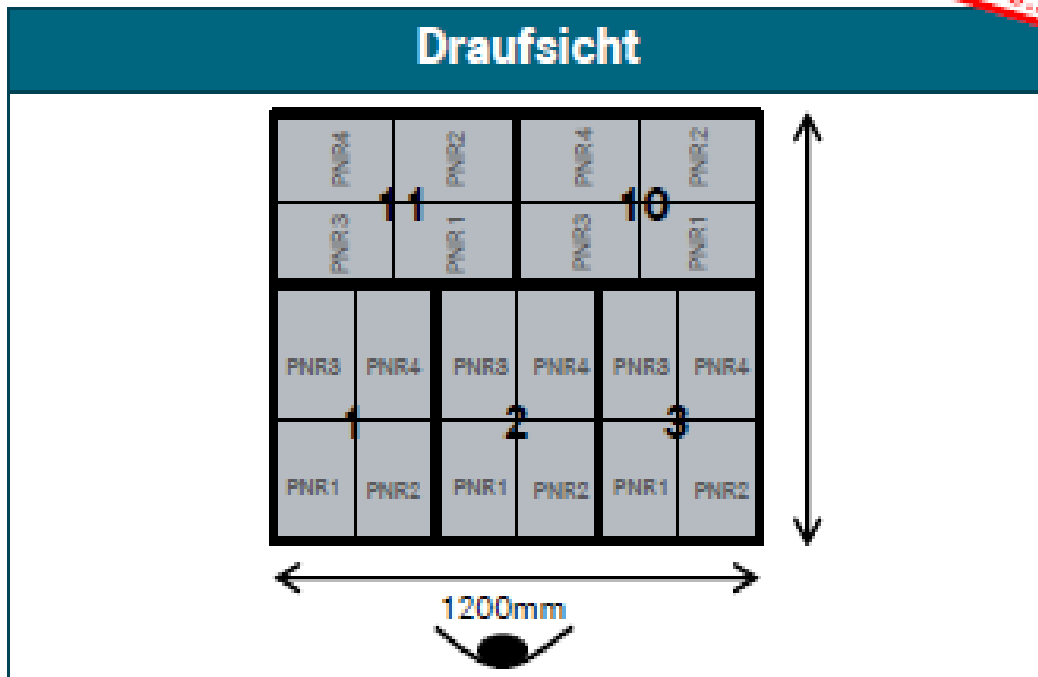 Draufsicht
PNR4 PNR2 PNR4 PNR2
11 10
PNR3 PNR1 PNR3 PNR1
PNR3 PNR4 PNR3 PNR4 PNR3 PNR4
1 2 3
PNR1 PNR2 PNR1 PNR2 PNR1 PNR2
1200mm